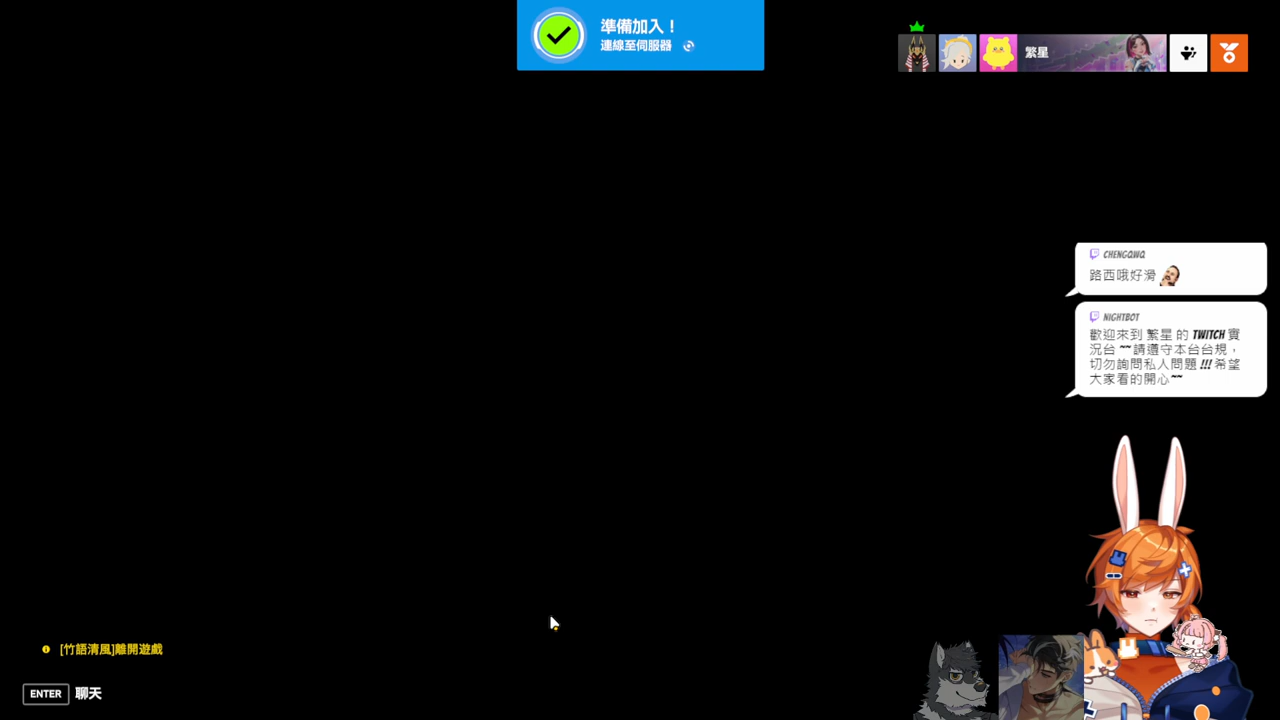 準備加入！
連線至伺服器
繁星
CHENGQWQ
路西哦好滑
NIGHTBOT
歡迎來到 繁星 的 TWITCH 實
況台 ~~ 請遵守本台台規，
切勿詢問私人問題 !!! 希望
大家看的開心~~
[竹語清風]離開遊戲
ENTER 聊天